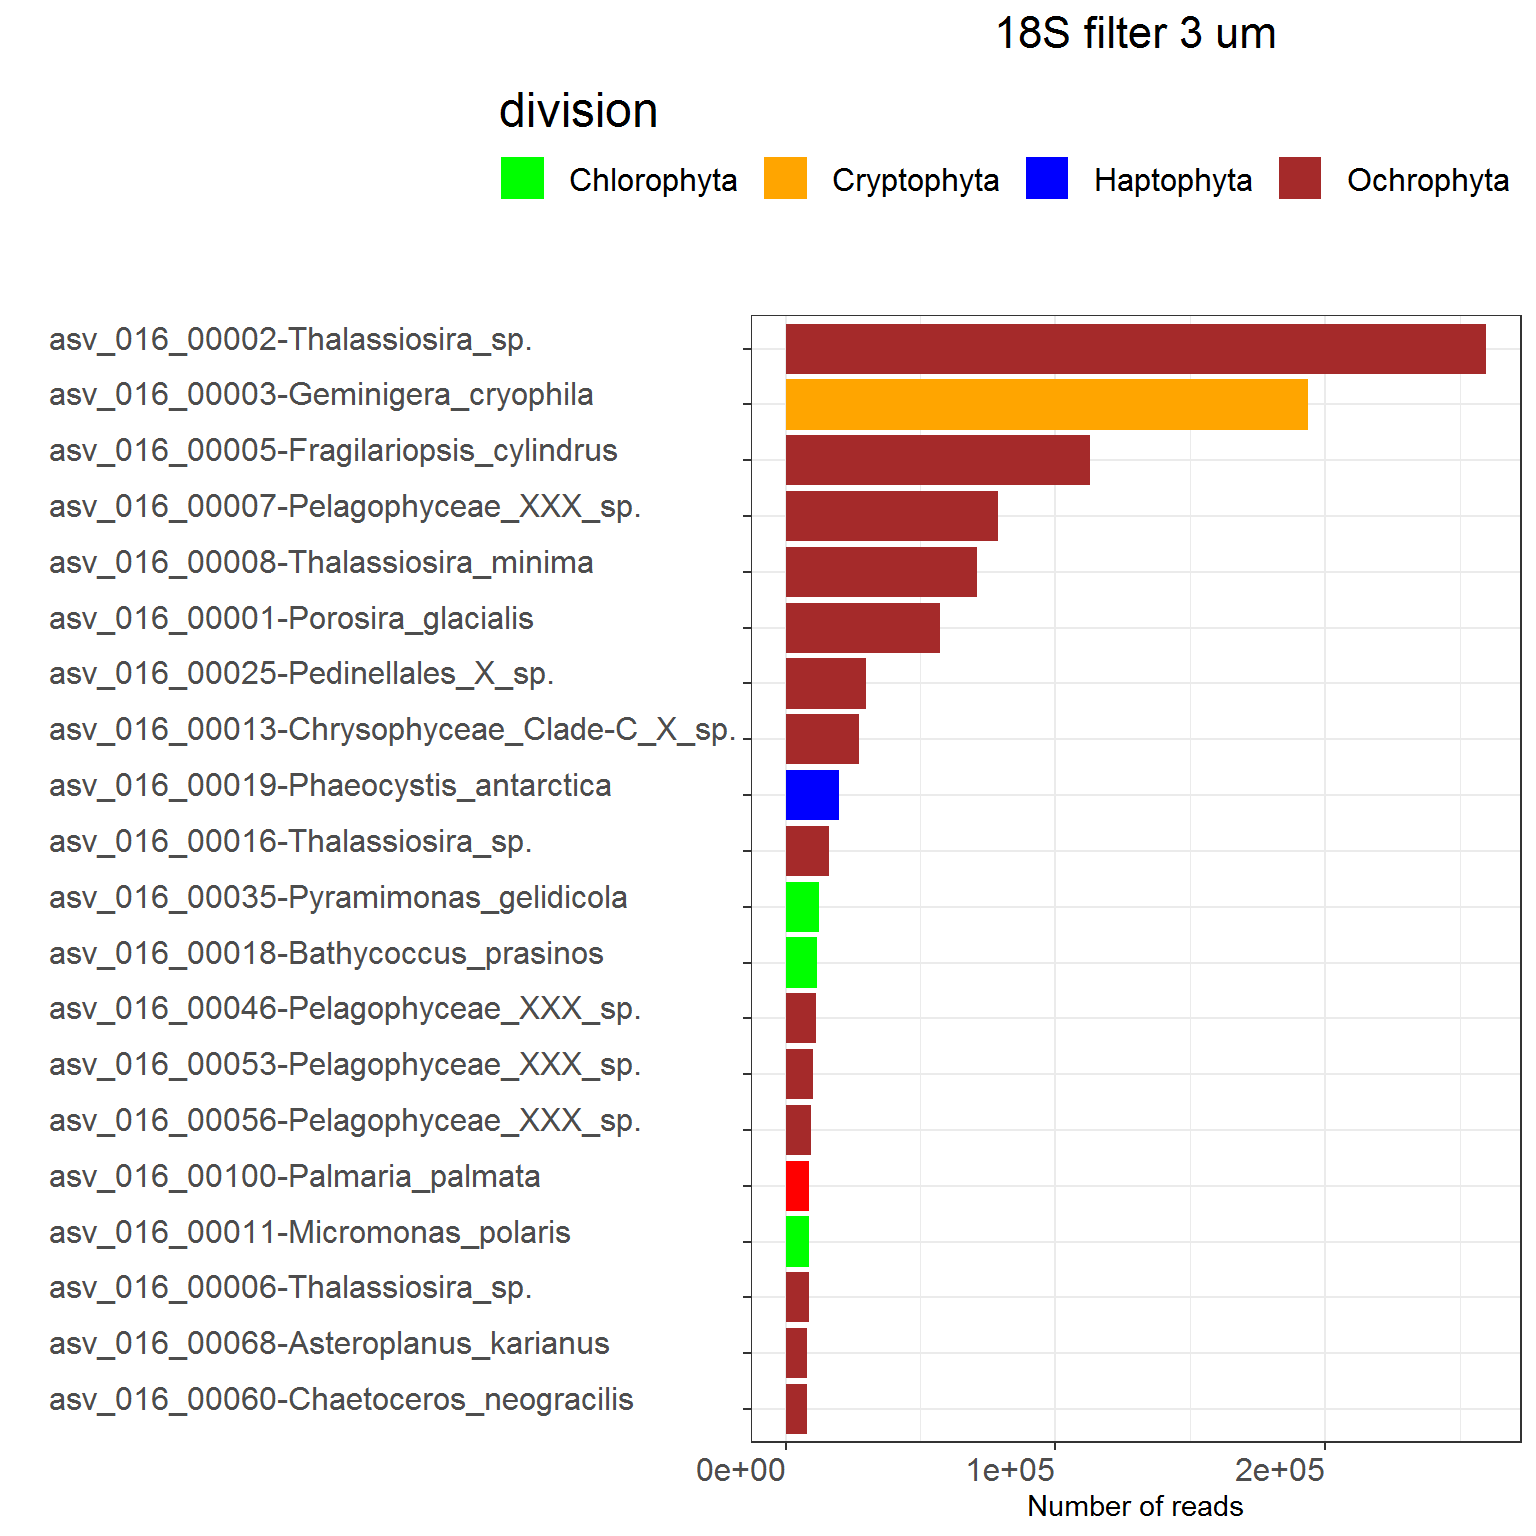 18S filter 3 um
division
Chlorophyta Cryptophyta Haptophyta Ochrophyta
asv_016_00002-Thalassiosira_sp.
asv_016_00003-Geminigera_cryophila
asv_016_00005-Fragilariopsis_cylindrus
asv_016_00007-Pelagophyceae_XXX_sp.
asv_016_00008-Thalassiosira_minima
asv_016_00001-Porosira_glacialis
asv_016_00025-Pedinellales_X_sp.
asv_016_00013-Chrysophyceae_Clade-C_X_sp.
asv_016_00019-Phaeocystis_antarctica
asv_016_00016-Thalassiosira_sp.
asv_016_00035-Pyramimonas_gelidicola
asv_016_00018-Bathycoccus_prasinos
asv_016_00046-Pelagophyceae_XXX_sp.
asv_016_00053-Pelagophyceae_XXX_sp.
asv_016_00056-Pelagophyceae_XXX_sp.
asv_016_00100-Palmaria_palmata
asv_016_00011-Micromonas_polaris
asv_016_00006-Thalassiosira_sp.
asv_016_00068-Asteroplanus_karianus
asv_016_00060-Chaetoceros_neogracilis
0e+00 1e+05 2e+05
Number of reads